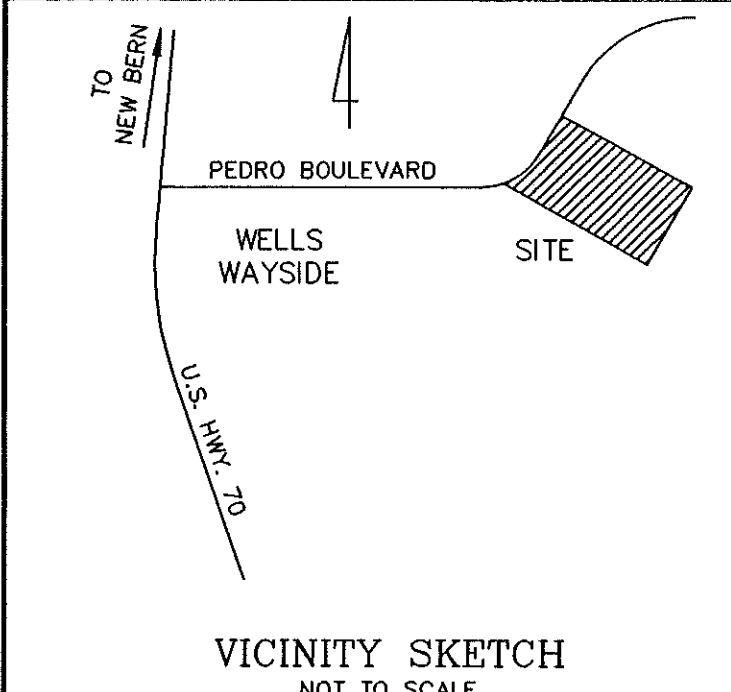 TO
NEW BERN
PEDRO BOULEVARD
WELLS
WAYSIDE
SITE
U.S. HWY. 70
VICINITY SKETCH
NOT TO SCALE